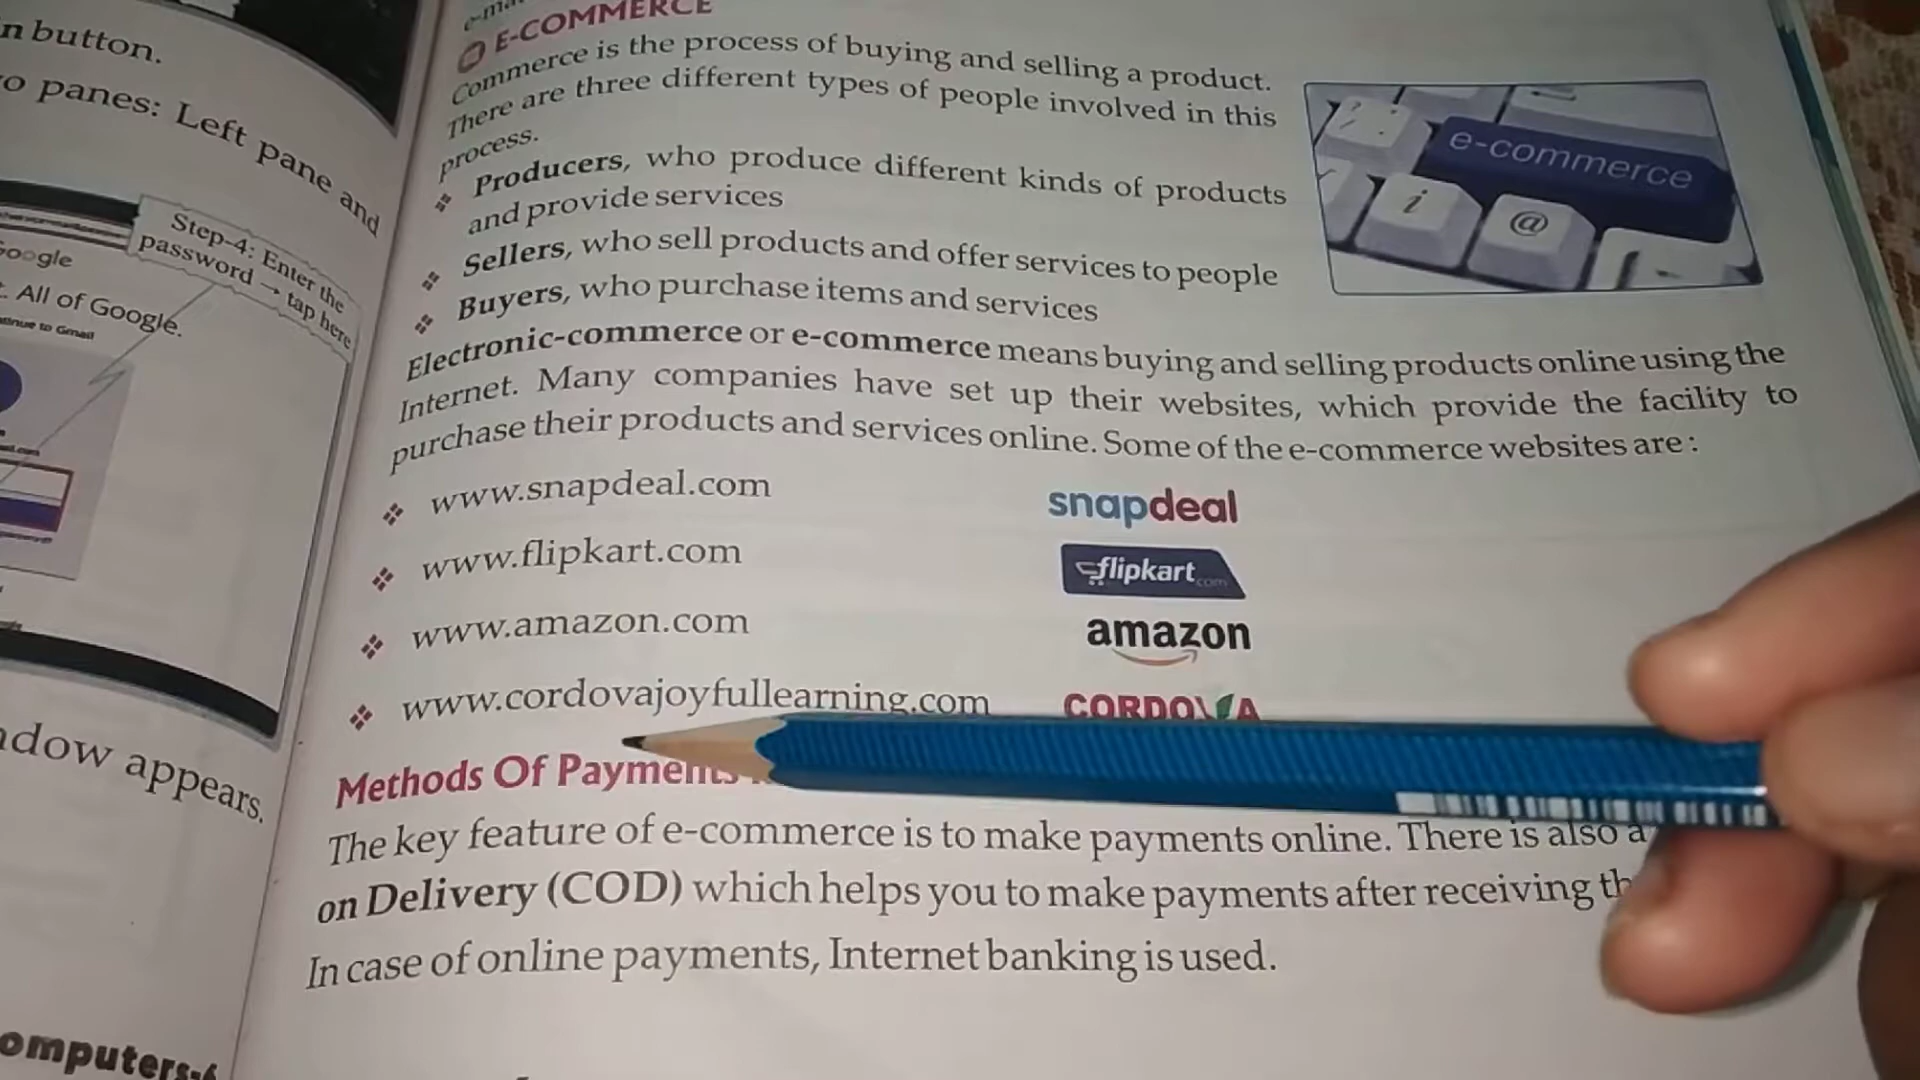 n button.
o panes: Left pane and
Step-4: Enter the
password → tap here
Google
. All of Google.
tinue to Gmail
ndow appears.
omputers-6
E-COMMERCE
Commerce is the process of buying and selling a product.
There are three different types of people involved in this
process.
Producers, who produce different kinds of products
and provide services
Sellers, who sell products and offer services to people
Buyers, who purchase items and services
e-commerce
i
@
Electronic-commerce or e-commerce means buying and selling products online using the
Internet. Many companies have set up their websites, which provide the facility to
purchase their products and services online. Some of the e-commerce websites are :
www.snapdeal.com
snapdeal
www.flipkart.com
flipkart.com
www.amazon.com
amazon
www.cordovajoyfullearning.com
CORDOVA
Methods Of Payments
The key feature of e-commerce is to make payments online. There is also a
on Delivery (COD) which helps you to make payments after receiving th
In case of online payments, Internet banking is used.